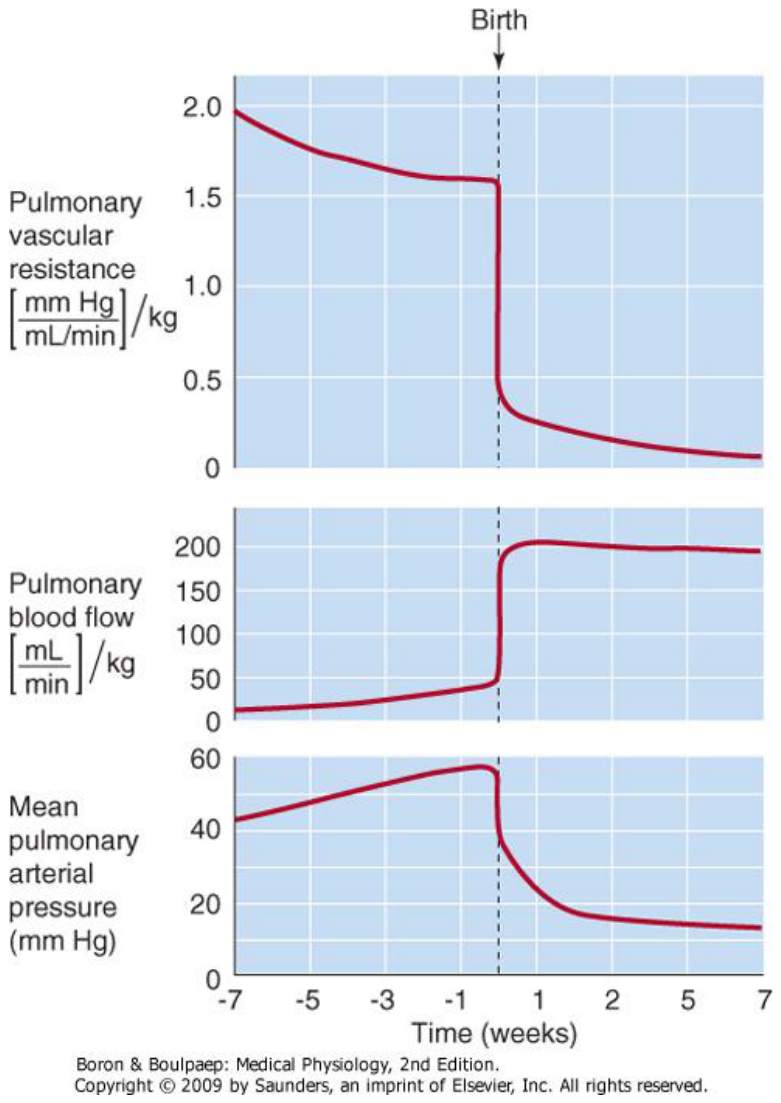 Birth
2.0
1.5
1.0
0.5
0
Pulmonary
vascular
resistance
[mm Hg
mL/min]/kg
200
150
100
50
0
Pulmonary
blood flow
[mL
min]/kg
60
40
20
0
Mean
pulmonary
arterial
pressure
(mm Hg)
-7 -5 -3 -1 1 2 5 7
Time (weeks)
Boron & Boulpaep: Medical Physiology, 2nd Edition.
Copyright © 2009 by Saunders, an imprint of Elsevier, Inc. All rights reserved.